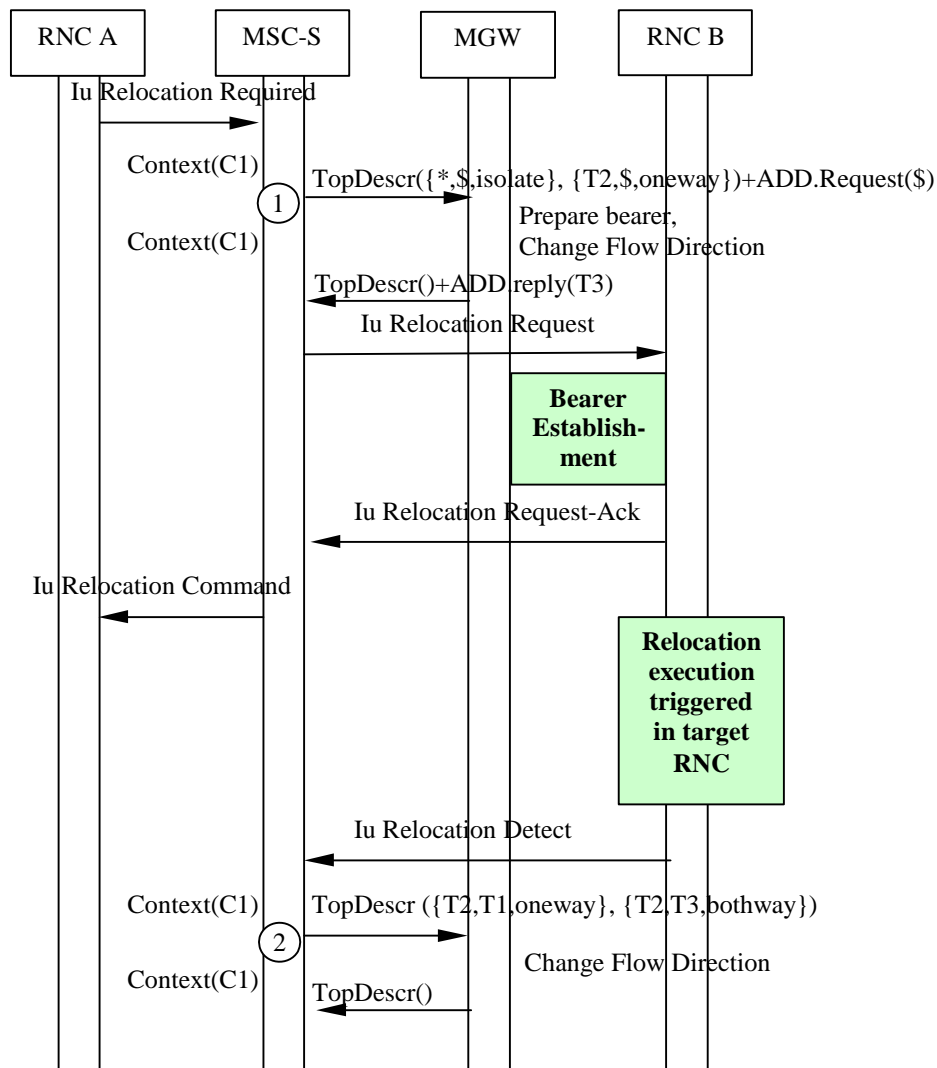 RNC A
MSC-S
MGW
RNC B
Iu Relocation Required
Context(C1)
TopDescr({*,$,isolate}, {T2,$,oneway})+ADD.Request($)
1
Prepare bearer,
Change Flow Direction
Context(C1)
TopDescr()+ADD.reply(T3)
Iu Relocation Request
Bearer
Establish-
ment
Iu Relocation Request-Ack
Iu Relocation Command
Relocation
execution
triggered
in target
RNC
Iu Relocation Detect
Context(C1)
TopDescr ({T2,T1,oneway}, {T2,T3,bothway})
2
Change Flow Direction
Context(C1)
TopDescr()